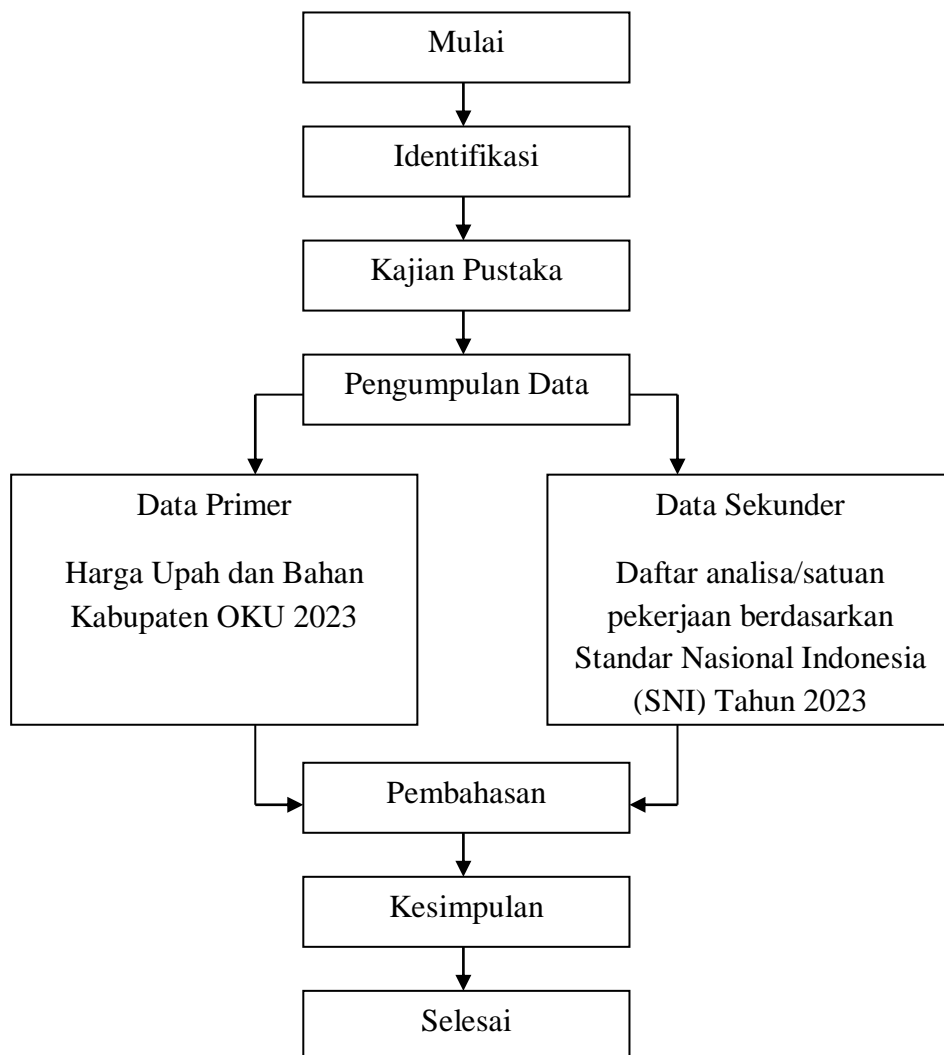 Mulai
Identifikasi
Kajian Pustaka
Pengumpulan Data
Data Primer
Harga Upah dan Bahan
Kabupaten OKU 2023
Data Sekunder
Daftar analisa/satuan
pekerjaan berdasarkan
Standar Nasional Indonesia
(SNI) Tahun 2023
Pembahasan
Kesimpulan
Selesai